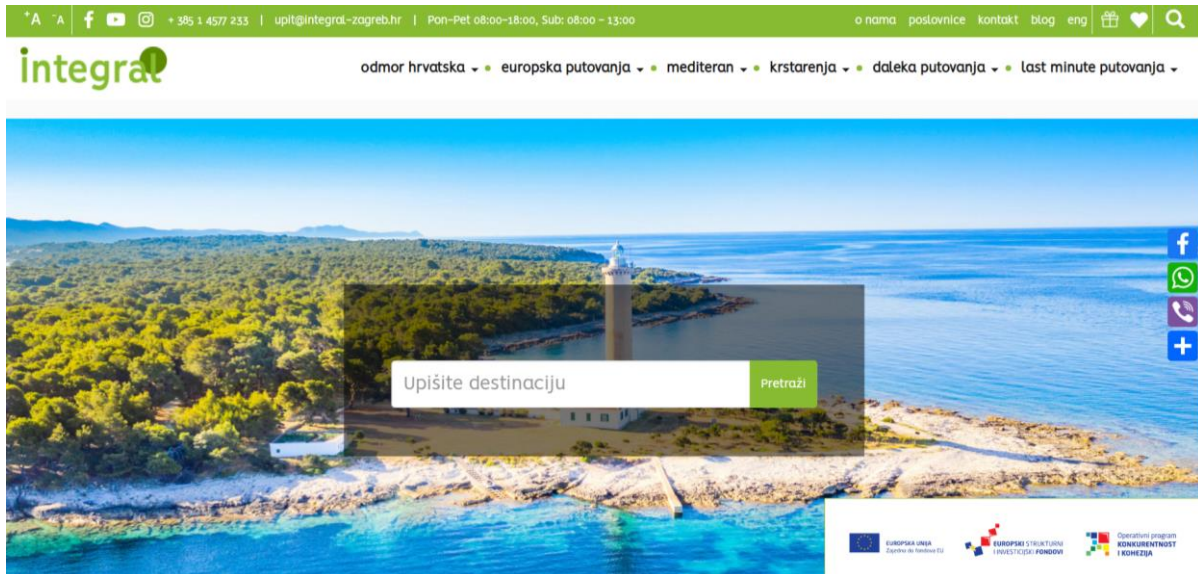 +A -A + 385 1 4577 233 | upit@integral-zagreb.hr | Pon-Pet 08:00-18:00, Sub: 08:00 - 13:00 o nama poslovnice kontakt blog eng
integral odmor hrvatska europska putovanja mediteran krstarenja daleka putovanja last minute putovanja
Upišite destinaciju Pretraži
EUROPSKA UNIJA
Zajedno do fondova EU
EUROPSKI STRUKTURNI
I INVESTICIJSKI FONDOVI
Operativni program
KONKURENTNOST
I KOHEZIJA